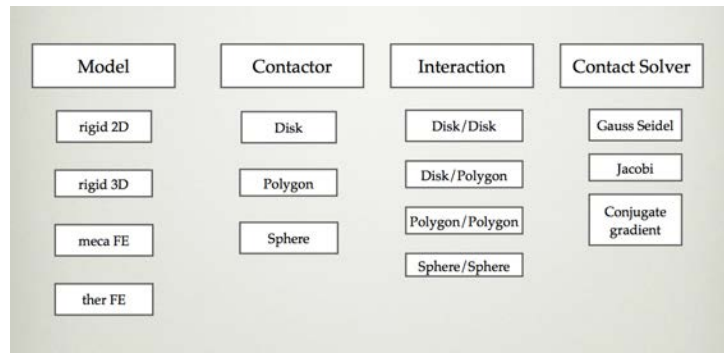 Model
Contactor
Interaction
Contact Solver
rigid 2D
Disk
Disk/Disk
Gauss Seidel
rigid 3D
Polygon
Disk/Polygon
Jacobi
meca FE
Sphere
Polygon/Polygon
Conjugate
gradient
ther FE
Sphere/Sphere